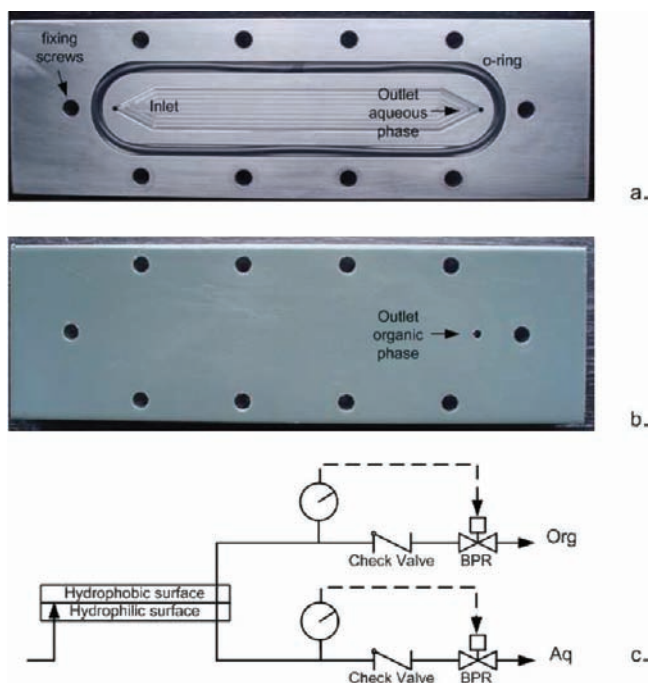 fixing
screws
o-ring
Inlet
Outlet
aqueous
phase
a.
Outlet
organic
phase
b.
Org
Check Valve
BPR
Hydrophobic surface
Hydrophilic surface
Aq
Check Valve
BPR
c.